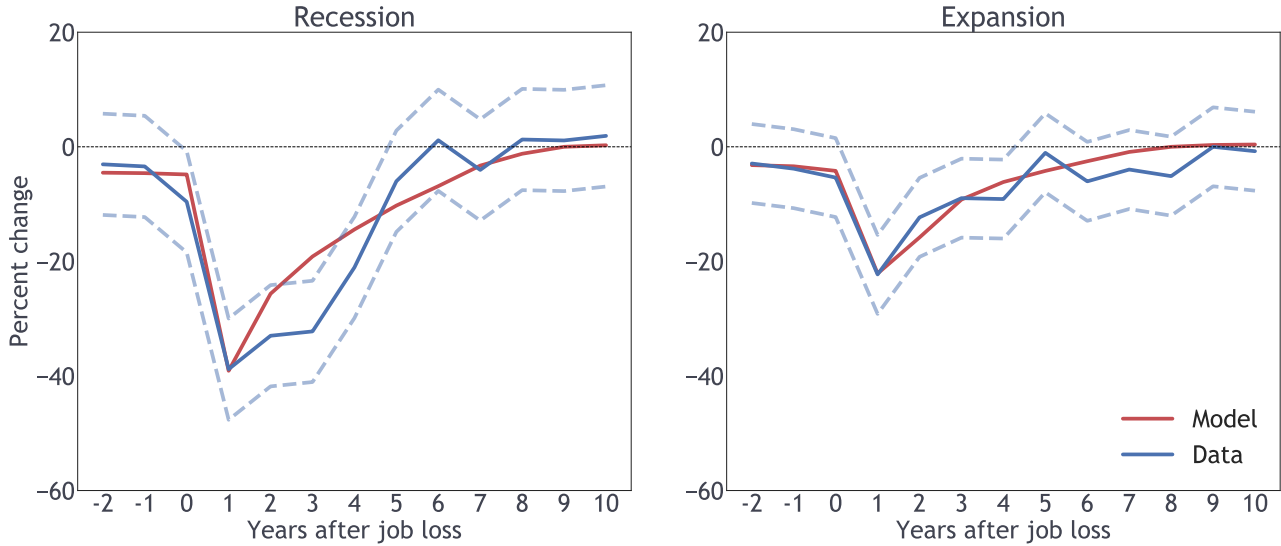 Recession
20
0
−20
−40
−60
Percent change
-2 -1 0 1 2 3 4 5 6 7 8 9 10
Years after job loss
Expansion
20
0
−20
−40
−60
Model
Data
-2 -1 0 1 2 3 4 5 6 7 8 9 10
Years after job loss